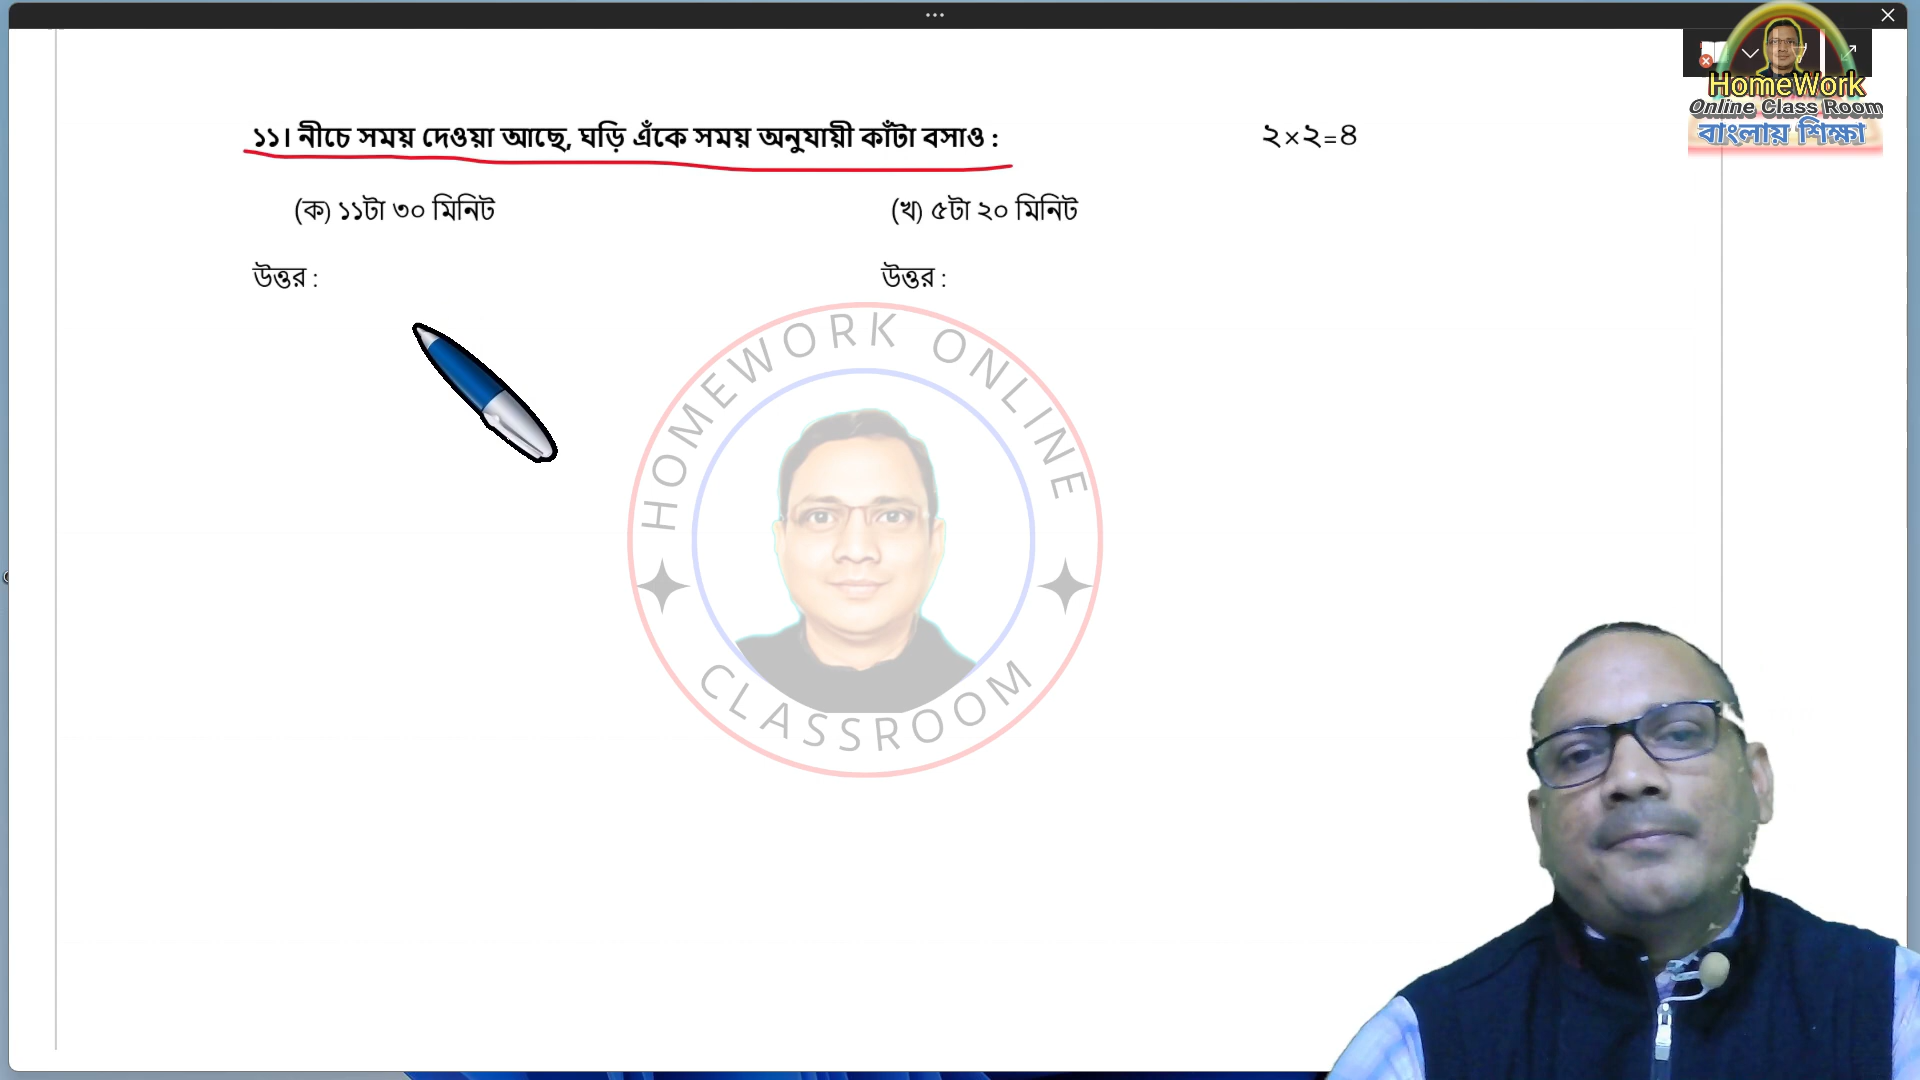 ...
HomeWork
Online Class Room
বাংলায় শিক্ষা
১১। নীচে সময় দেওয়া আছে, ঘড়ি এঁকে সময় অনুযায়ী কাঁটা বসাও : ২×২=৪
(ক) ১১টা ৩০ মিনিট (খ) ৫টা ২০ মিনিট
উত্তর : উত্তর :
HOMEWORK ONLINE
CLASSROOM